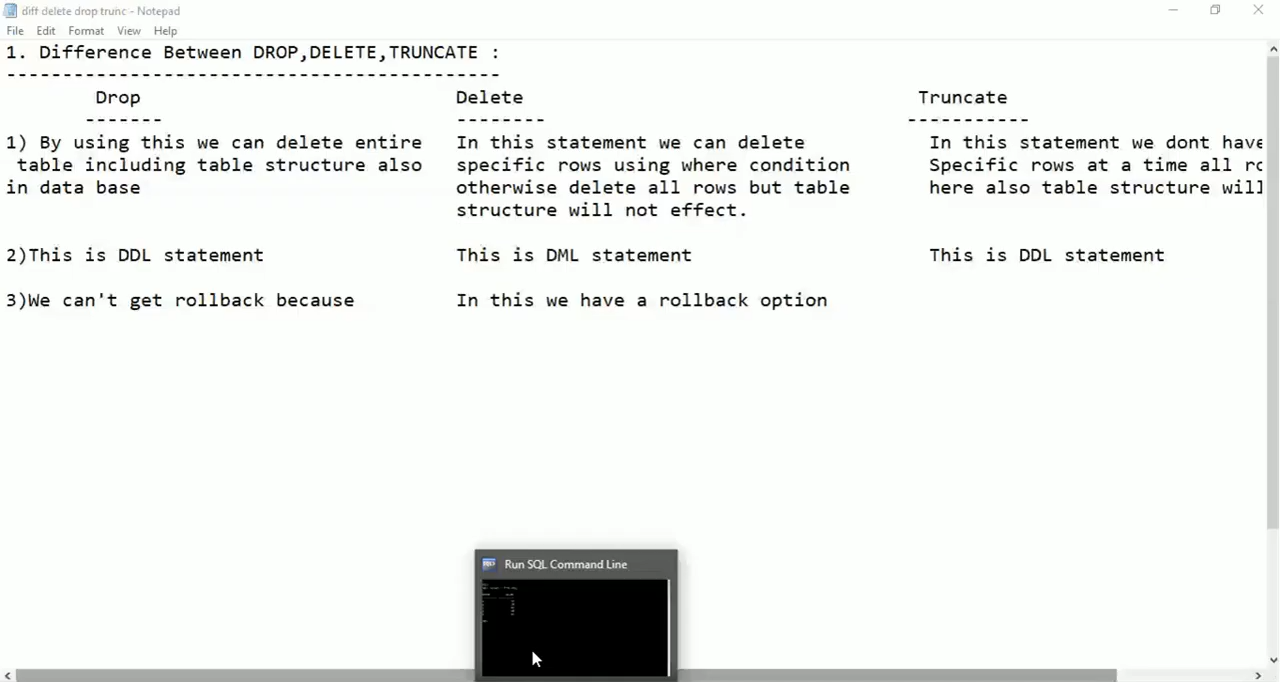 diff delete drop trunc - Notepad
File Edit Format View Help
1. Difference Between DROP,DELETE,TRUNCATE :
--------------------------------------------
Drop Delete Truncate
------- -------- -----------
1) By using this we can delete entire In this statement we can delete In this statement we dont have
table including table structure also specific rows using where condition Specific rows at a time all
in data base otherwise delete all rows but table here also table structure will
structure will not effect.
2)This is DDL statement This is DML statement This is DDL statement
3)We can't get rollback because In this we have a rollback option
Run SQL Command Line